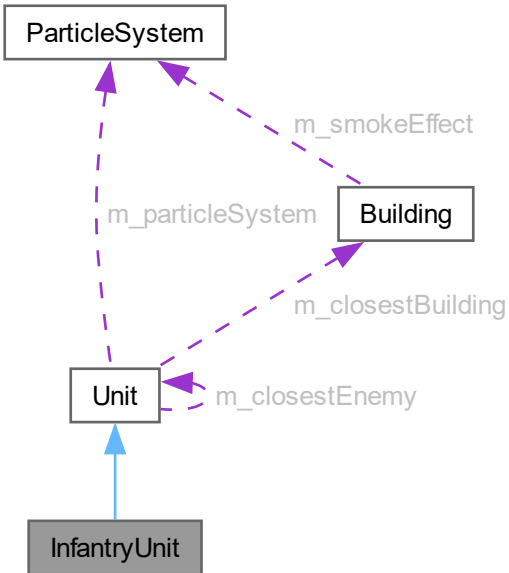 ParticleSystem
m_smokeEffect
m_particleSystem
Building
m_closestBuilding
Unit
m_closestEnemy
InfantryUnit